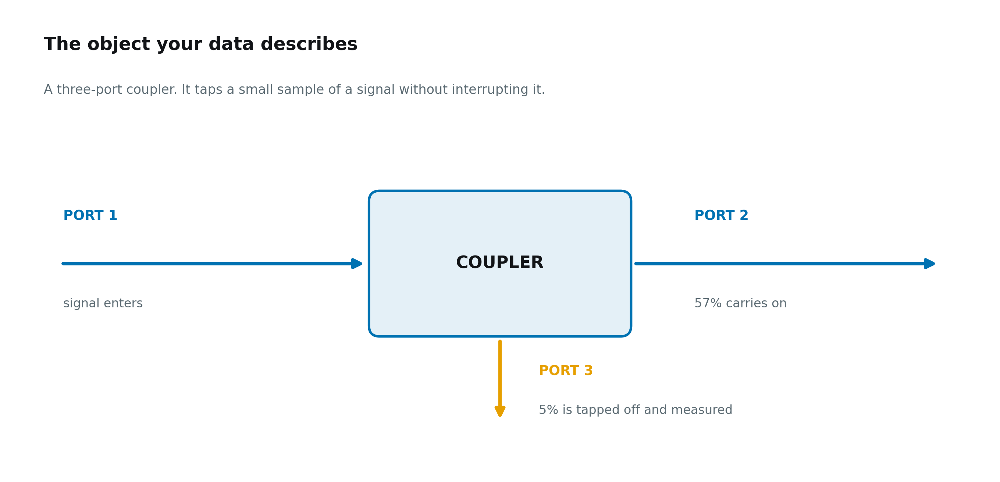 The object your data describes
A three-port coupler. It taps a small sample of a signal without interrupting it.
PORT 1
PORT 2
COUPLER
signal enters
57% carries on
PORT 3
5% is tapped off and measured